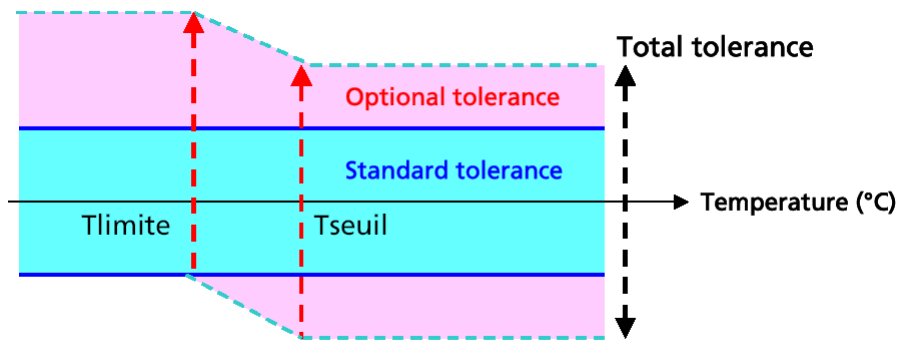 Total tolerance
Optional tolerance
Standard tolerance
Temperature (°C)
Tlimite
Tseuil